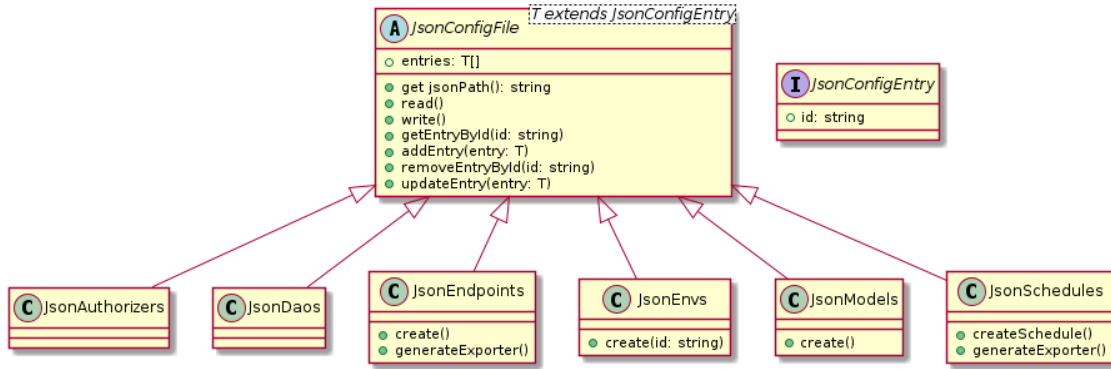 T extends JsonConfigEntry
A JsonConfigFile
entries: T[]
get jsonPath(): string
read()
write()
getEntryById(id: string)
addEntry(entry: T)
removeEntryById(id: string)
updateEntry(entry: T)
I JsonConfigEntry
id: string
C JsonAuthorizers
C JsonDaos
C JsonEndpoints
create()
generateExporter()
C JsonEnvs
create(id: string)
C JsonModels
create()
C JsonSchedules
createSchedule()
generateExporter()